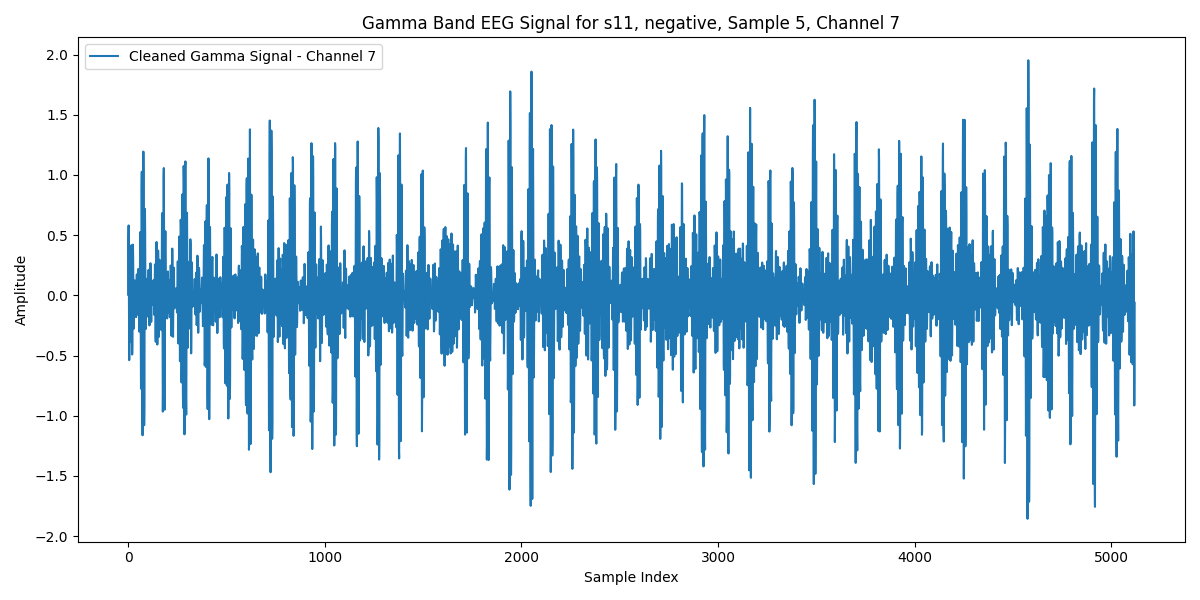 Gamma Band EEG Signal for s11, negative, Sample 5, Channel 7
Cleaned Gamma Signal - Channel 7
2.0
1.5
1.0
0.5
0.0
−0.5
−1.0
−1.5
−2.0
Amplitude
0 1000 2000 3000 4000 5000
Sample Index